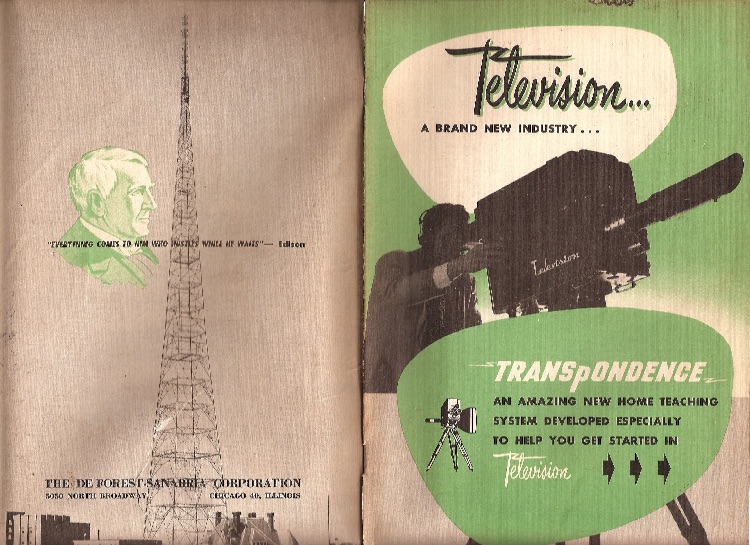 "EVERYTHING COMES TO HIM WHO HUSTLES WHILE HE WAITS"— Edison
THE DE FOREST-SANABRIA CORPORATION
5050 NORTH BROADWAY, CHICAGO 40, ILLINOIS
Television...
A BRAND NEW INDUSTRY...
Television
TRANSpONDENCE
AN AMAZING NEW HOME TEACHING
SYSTEM DEVELOPED ESPECIALLY
TO HELP YOU GET STARTED IN
Television